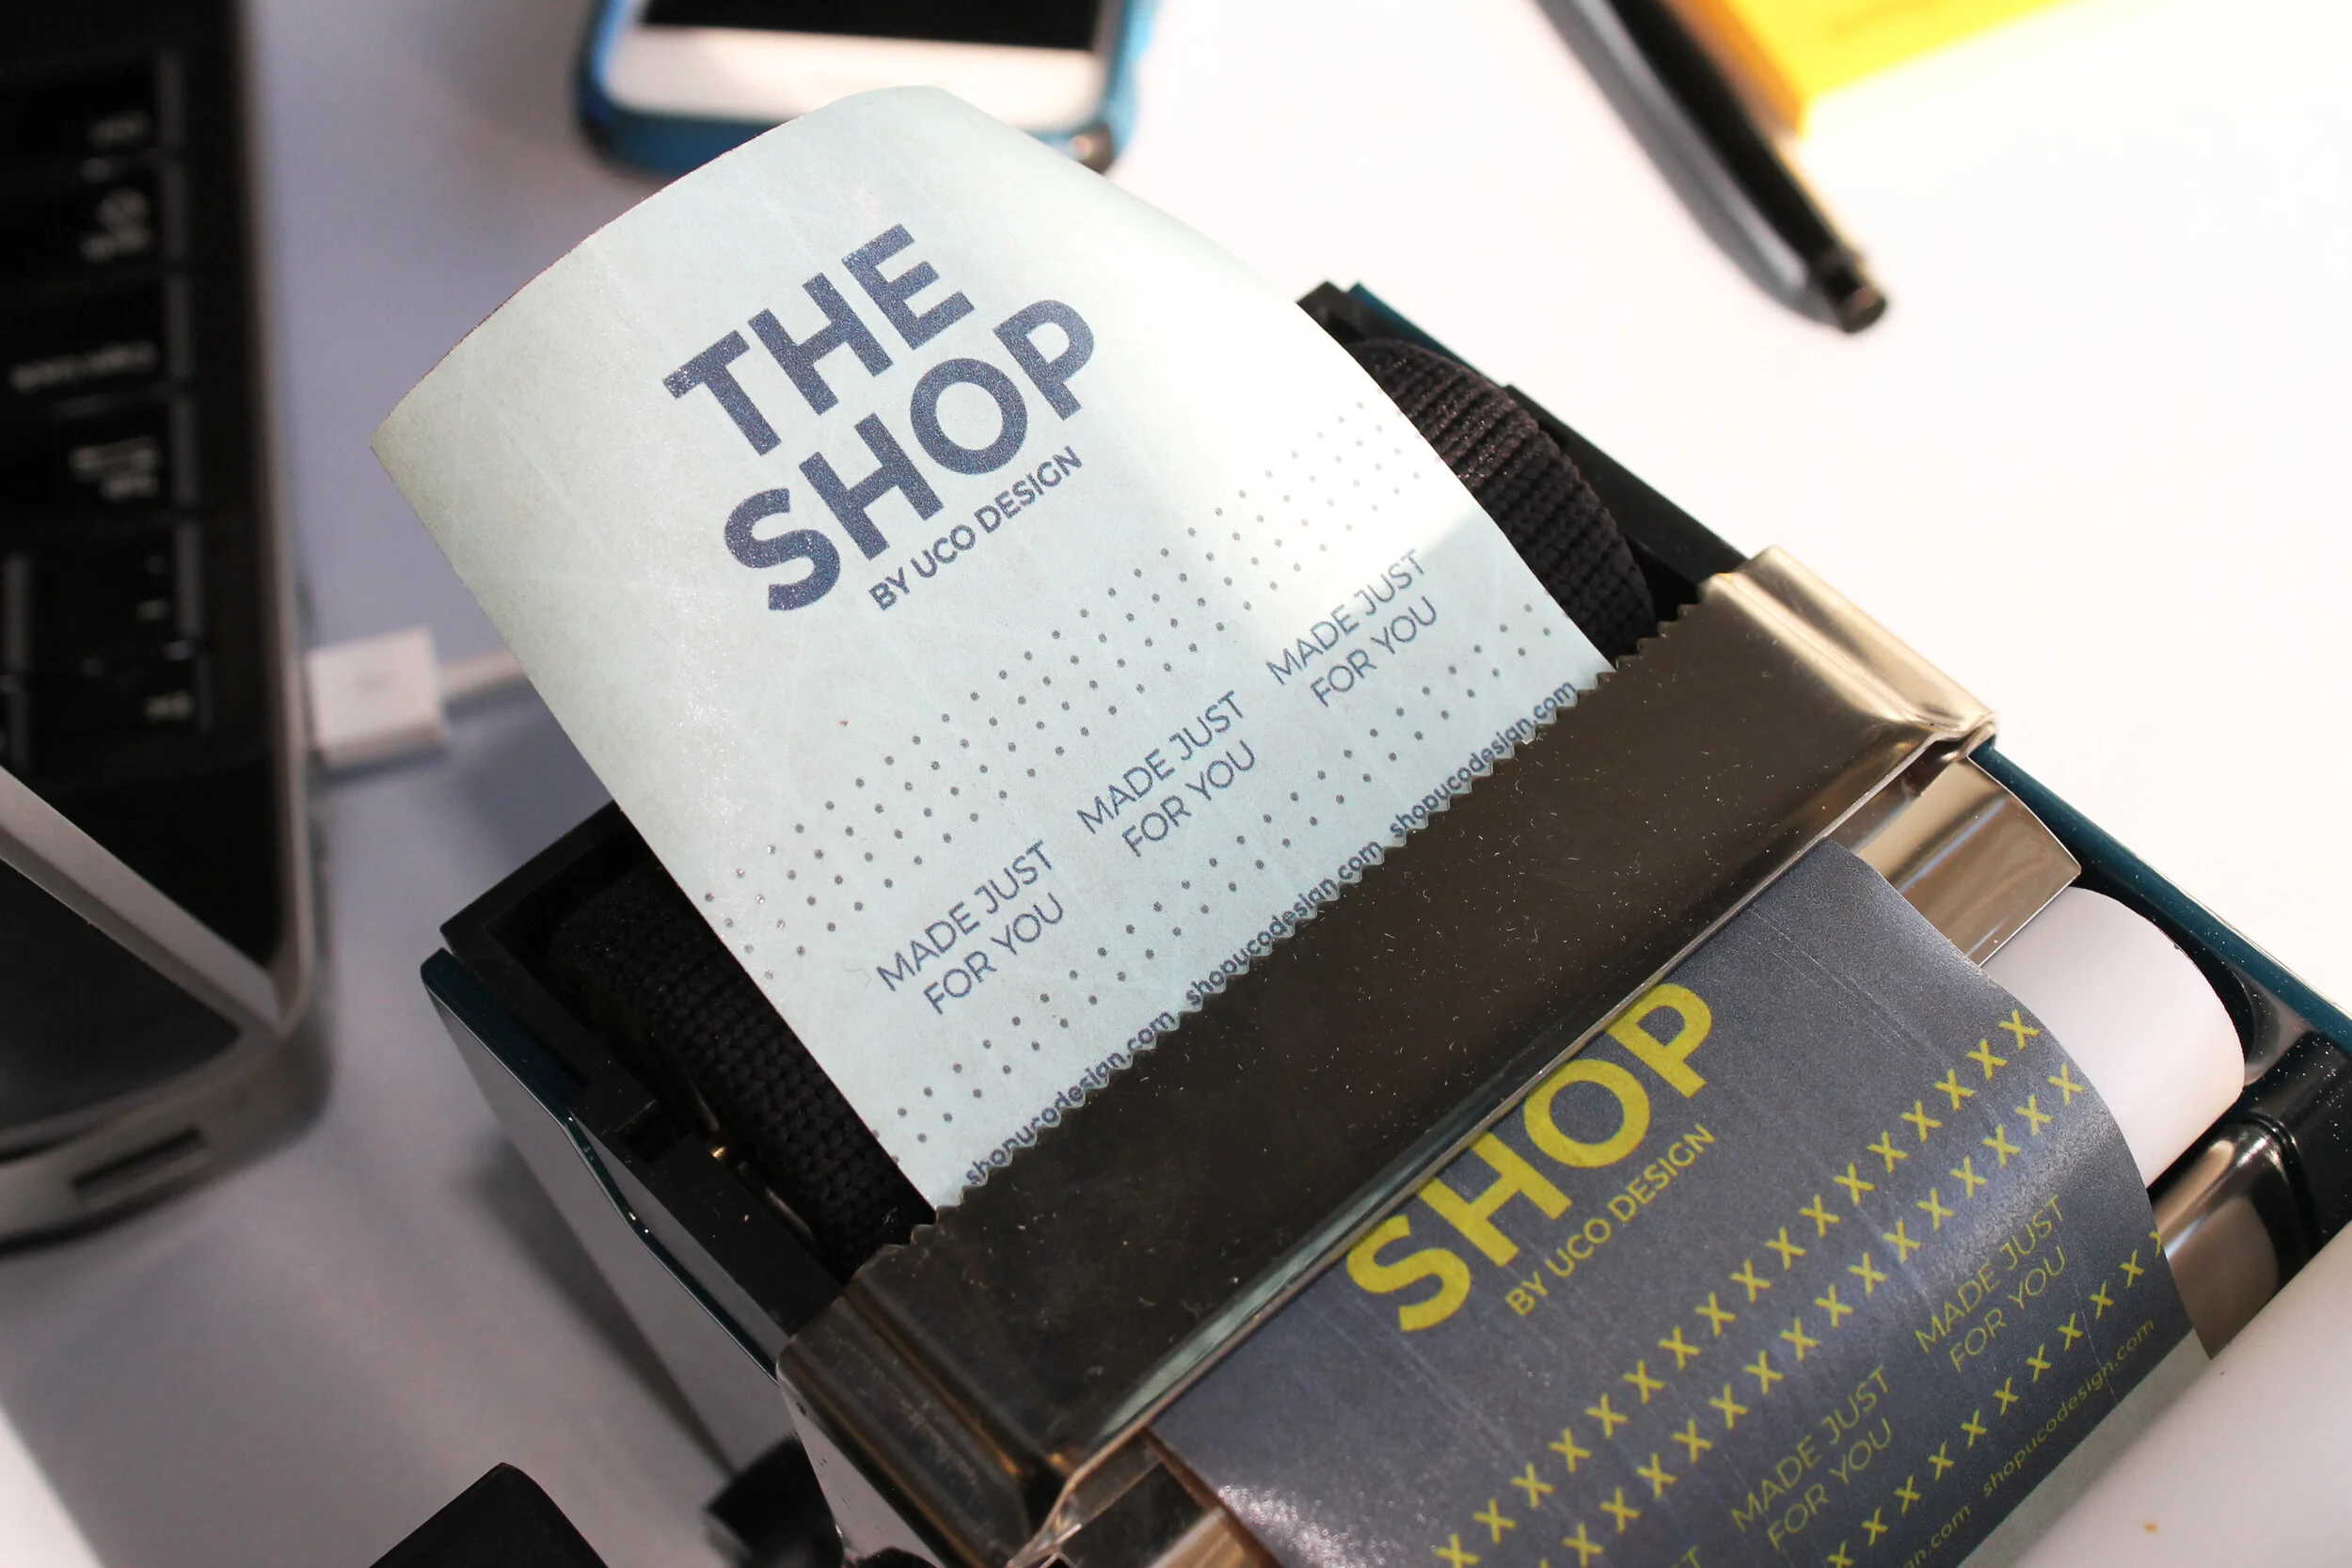 THE
SHOP
BY UCO DESIGN
MADE JUST
FOR YOU
MADE JUST
FOR YOU
MADE JUST
FOR YOU
shopucodesign.com shopucodesign.com shopucodesign.com
SHOP
BY UCO DESIGN
X X X X X X X X X X X X X X X X X X
X X X X X X X X X X X X X X X X
MADE JUST
FOR YOU
MADE JUST
FOR YOU
X X X X X X X X X X
shopucodesign.com